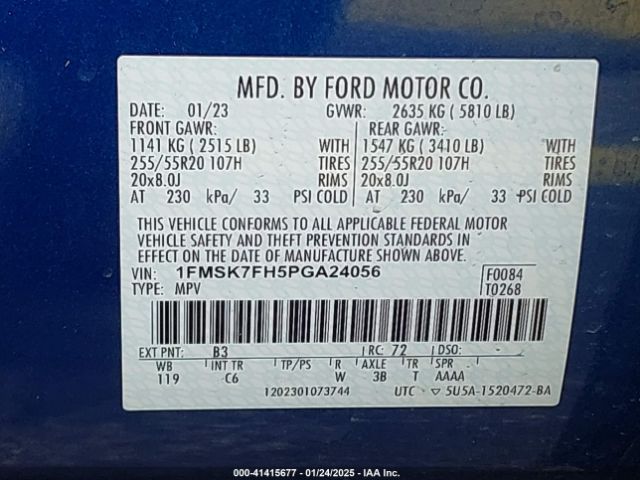 MFD. BY FORD MOTOR CO.
DATE: 01/23 GVWR: 2635 KG ( 5810 LB)
FRONT GAWR: REAR GAWR:
1141 KG ( 2515 LB) WITH 1547 KG ( 3410 LB) WITH
255/55R20 107H TIRES 255/55R20 107H TIRES
20x8.0J RIMS 20x8.0J RIMS
AT 230 kPa/ 33 PSI COLD AT 230 kPa/ 33 PSI COLD
THIS VEHICLE CONFORMS TO ALL APPLICABLE FEDERAL MOTOR
VEHICLE SAFETY AND THEFT PREVENTION STANDARDS IN
EFFECT ON THE DATE OF MANUFACTURE SHOWN ABOVE.
VIN: 1FMSK7FH5PGA24056 F0084
TYPE: MPV T0268
EXT PNT: B3 RC: 72 DSO:
WB INT TR TP/PS R AXLE TR SPR
119 C6 W 3B T AAAA
1202301073744 UTC 5U5A-1520472-BA
000-41415677 - 01/24/2025 - IAA Inc.